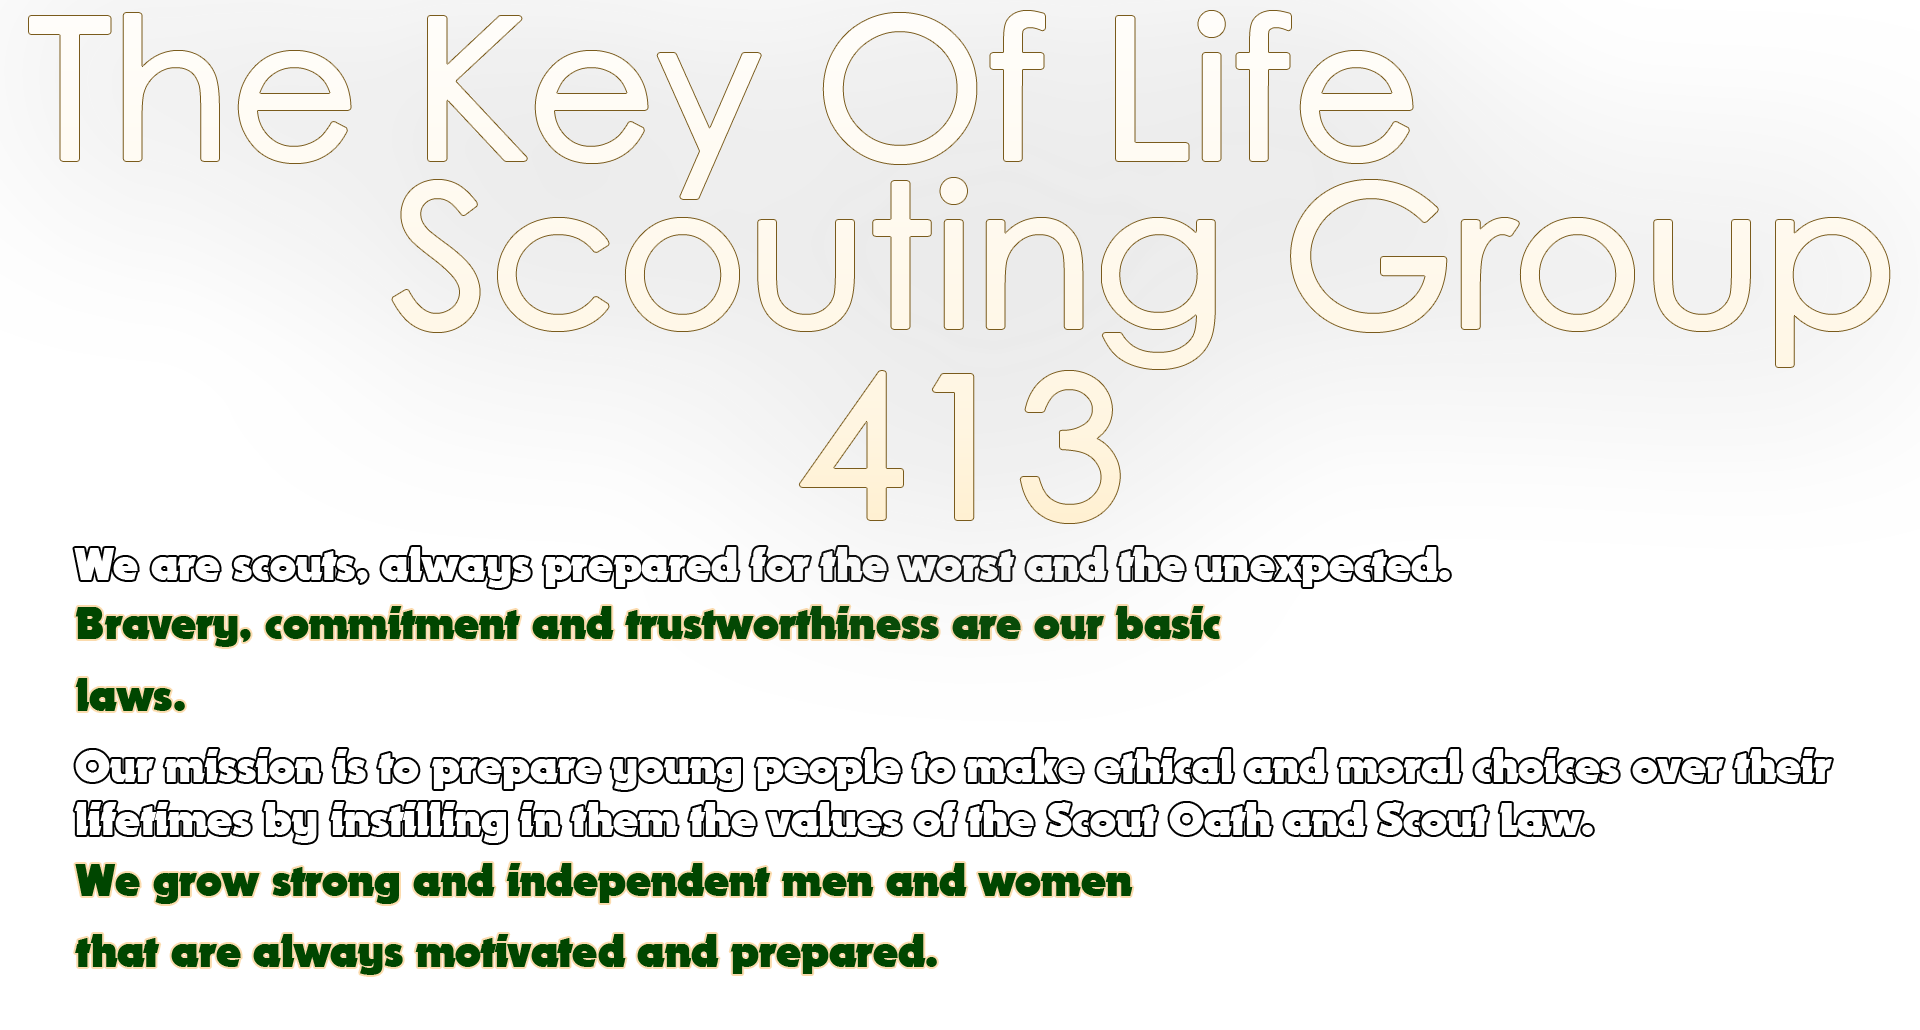 The Key Of Life
Scouting Group
413
We are scouts, always prepared for the worst and the unexpected.
Bravery, commitment and trustworthiness are our basic
laws.
Our mission is to prepare young people to make ethical and moral choices over their
lifetimes by instilling in them the values of the Scout Oath and Scout Law.
We grow strong and independent men and women
that are always motivated and prepared.